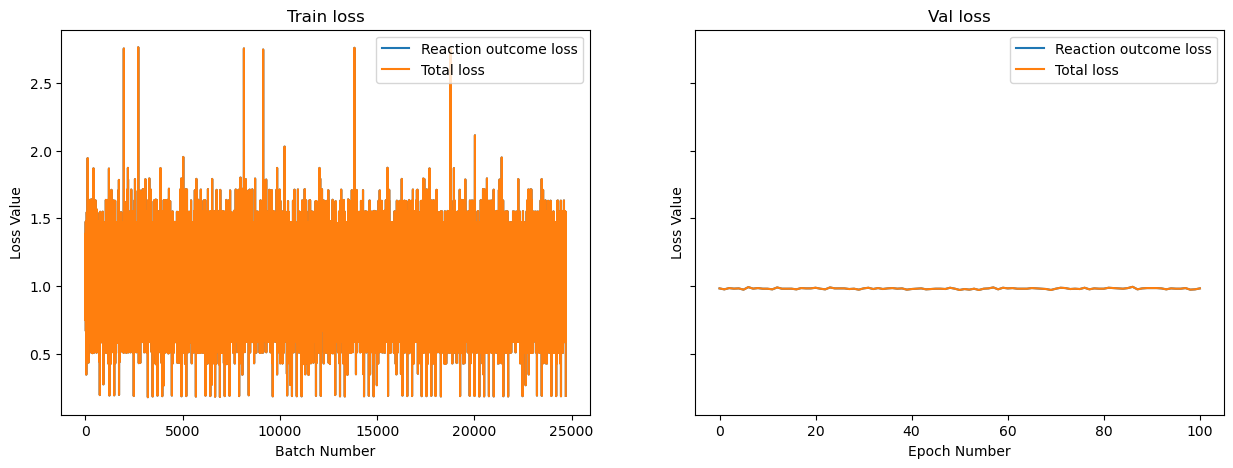 Train loss
Reaction outcome loss
Total loss
2.5
2.0
1.5
1.0
0.5
Loss Value
0
5000
10000
15000
20000
25000
Batch Number
Val loss
Reaction outcome loss
Total loss
Loss Value
0
20
40
60
80
100
Epoch Number